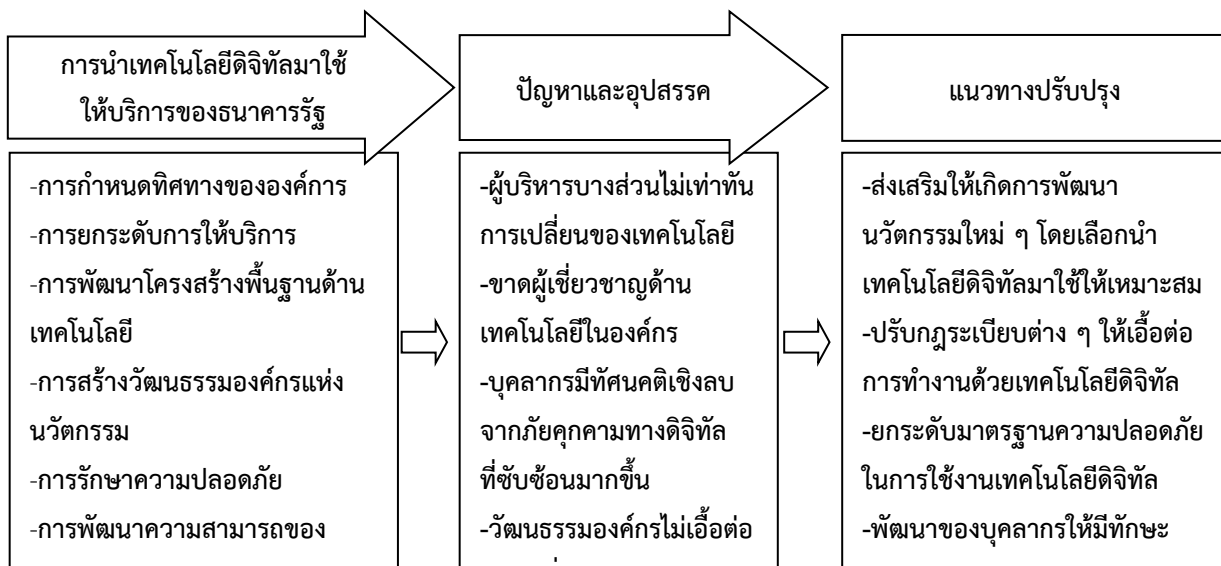 การนำเทคโนโลยีดิจิทัลมาใช้
ให้บริการของธนาคารรัฐ
ปัญหาและอุปสรรค
แนวทางปรับปรุง
-การกำหนดทิศทางขององค์การ
-การยกระดับการให้บริการ
-การพัฒนาโครงสร้างพื้นฐานด้าน
เทคโนโลยี
-การสร้างวัฒนธรรมองค์กรแห่ง
นวัตกรรม
-การรักษาความปลอดภัย
-การพัฒนาความสามารถของ
-ผู้บริหารบางส่วนไม่เท่าทัน
การเปลี่ยนของเทคโนโลยี
-ขาดผู้เชี่ยวชาญด้าน
เทคโนโลยีในองค์กร
-บุคลากรมีทัศนคติเชิงลบ
จากภัยคุกคามทางดิจิทัล
ที่ซับซ้อนมากขึ้น
-วัฒนธรรมองค์กรไม่เอื้อต่อ
-ส่งเสริมให้เกิดการพัฒนา
นวัตกรรมใหม่ ๆ โดยเลือกนำ
เทคโนโลยีดิจิทัลมาใช้ให้เหมาะสม
-ปรับกฎระเบียบต่าง ๆ ให้เอื้อต่อ
การทำงานด้วยเทคโนโลยีดิจิทัล
-ยกระดับมาตรฐานความปลอดภัย
ในการใช้งานเทคโนโลยีดิจิทัล
-พัฒนาของบุคลากรให้มีทักษะ